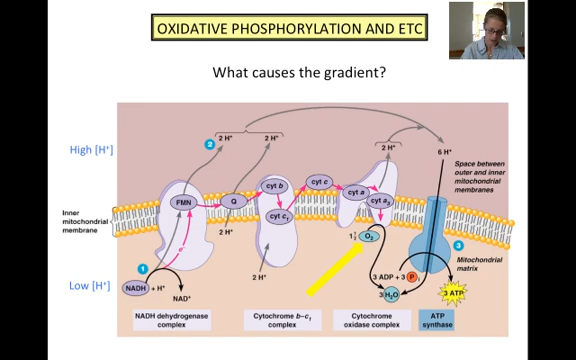 OXIDATIVE PHOSPHORYLATION AND ETC
What causes the gradient?
High [H⁺]
2
2 H⁺
2 H⁺
2 H⁺
6 H⁺
Space between
outer and inner
mitochondrial
membranes
Inner
mitochondrial
membrane
FMN
Q
cyt b
cyt c₁
cyt c
cyt a
cyt a₃
2 H⁺
e⁻
1
2 H⁺
O₂
3
Mitochondrial
matrix
Low [H⁺]
NADH + H⁺
NAD⁺
3 ADP + 3 P
3 H₂O
3 ATP
NADH dehydrogenase
complex
Cytochrome b–c₁
complex
Cytochrome
oxidase complex
ATP
synthase